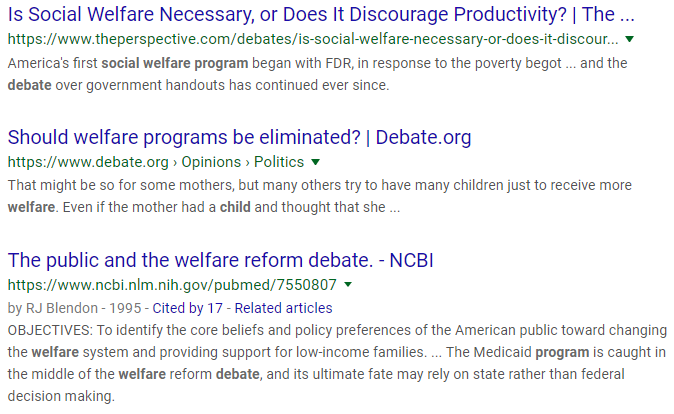 Is Social Welfare Necessary, or Does It Discourage Productivity? | The ...
https://www.theperspective.com/debates/is-social-welfare-necessary-or-does-it-discour...
America's first social welfare program began with FDR, in response to the poverty begot ... and the
debate over government handouts has continued ever since.
Should welfare programs be eliminated? | Debate.org
https://www.debate.org › Opinions › Politics
That might be so for some mothers, but many others try to have many children just to receive more
welfare. Even if the mother had a child and thought that she ...
The public and the welfare reform debate. - NCBI
https://www.ncbi.nlm.nih.gov/pubmed/7550807
by RJ Blendon - 1995 - Cited by 17 - Related articles
OBJECTIVES: To identify the core beliefs and policy preferences of the American public toward changing
the welfare system and providing support for low-income families. ... The Medicaid program is caught in
the middle of the welfare reform debate, and its ultimate fate may rely on state rather than federal
decision making.